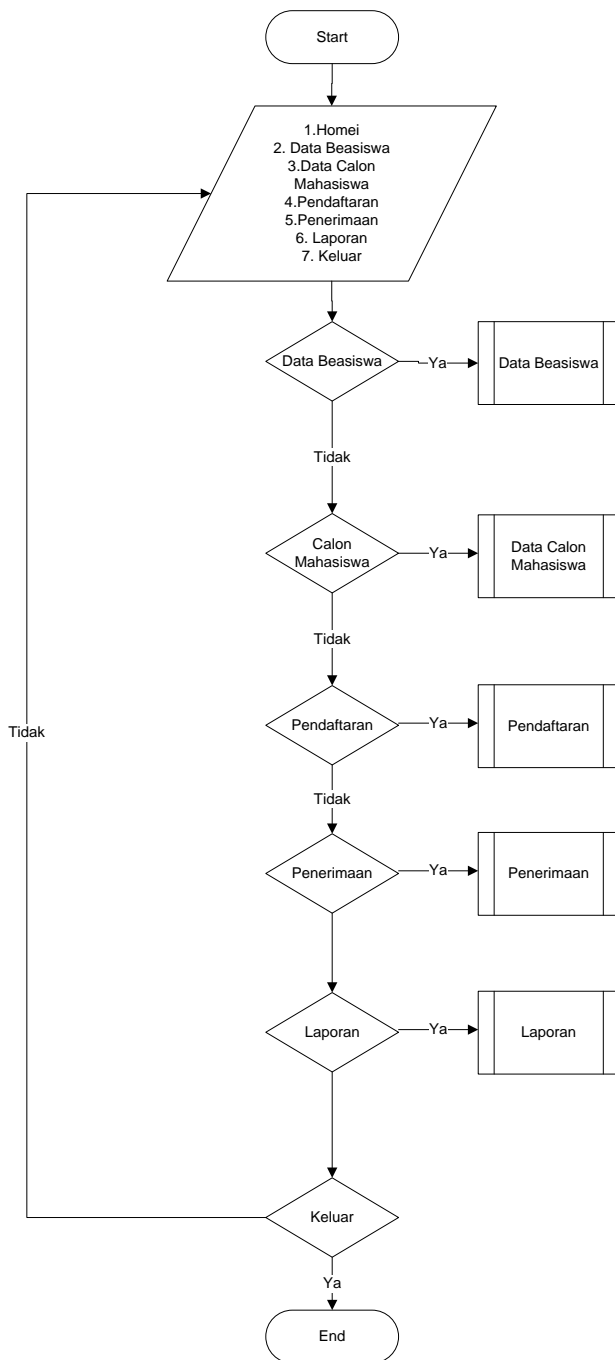 Start
1.Homei
2. Data Beasiswa
3.Data Calon
Mahasiswa
4.Pendaftaran
5.Penerimaan
6. Laporan
7. Keluar
Data Beasiswa
Ya
Data Beasiswa
Tidak
Calon
Mahasiswa
Ya
Data Calon
Mahasiswa
Tidak
Pendaftaran
Ya
Pendaftaran
Tidak
Tidak
Penerimaan
Ya
Penerimaan
Laporan
Ya
Laporan
Keluar
Ya
End